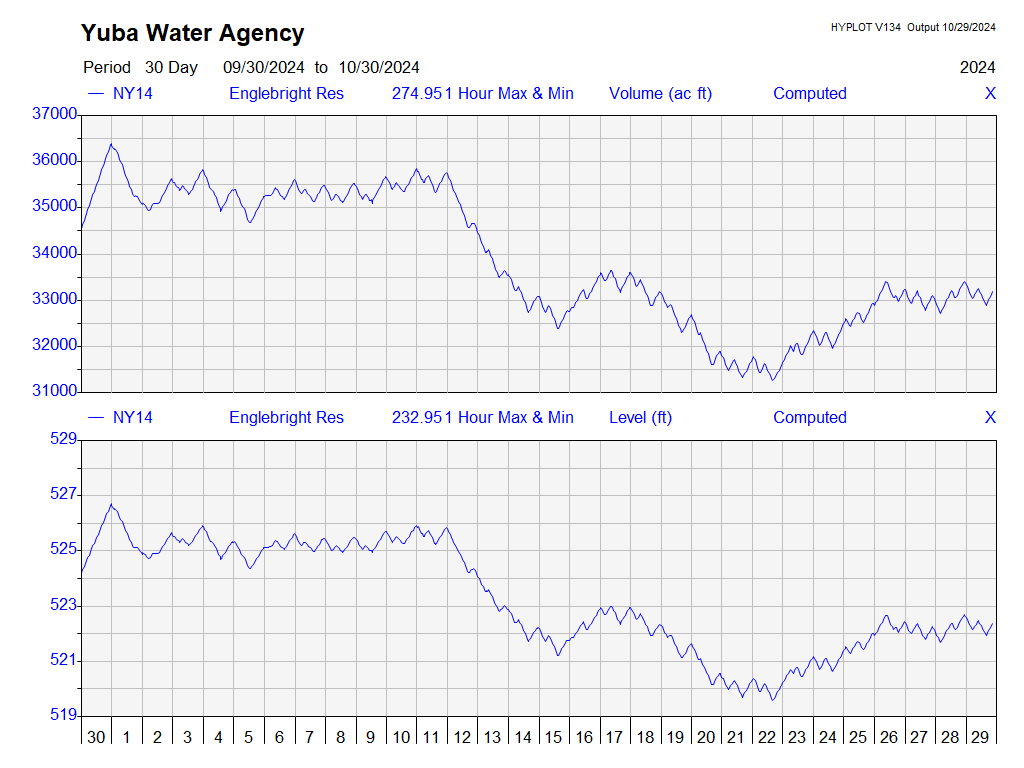 Yuba Water Agency
HYPLOT V134 Output 10/29/2024
Period 30 Day 09/30/2024 to 10/30/2024 2024
NY14 Englebright Res 274.951 Hour Max & Min Volume (ac ft) Computed X
37000
36000
35000
34000
33000
32000
31000
NY14 Englebright Res 232.951 Hour Max & Min Level (ft) Computed X
529
527
525
523
521
519
30 1 2 3 4 5 6 7 8 9 10 11 12 13 14 15 16 17 18 19 20 21 22 23 24 25 26 27 28 29